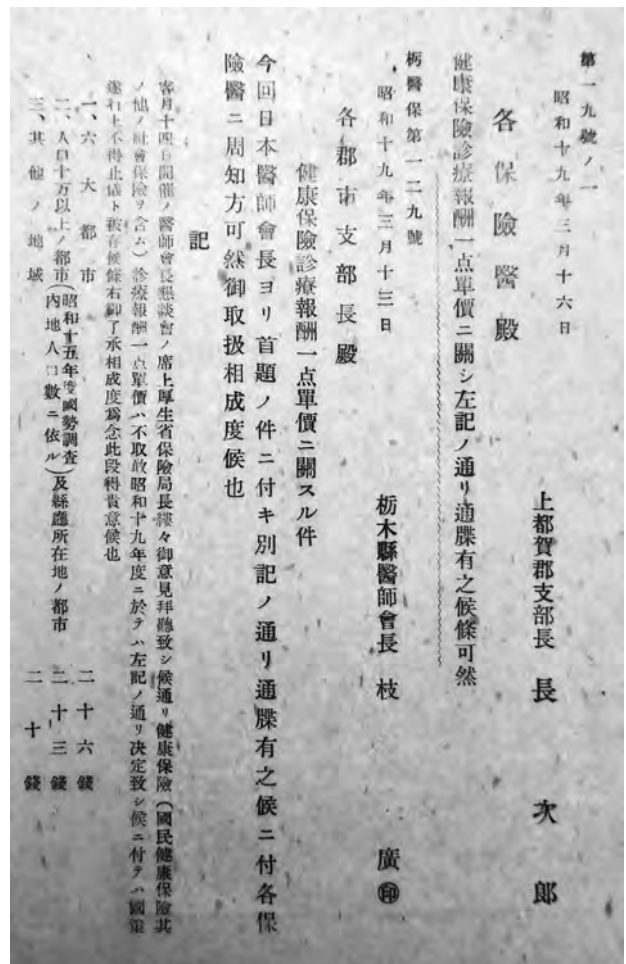 第一九號ノ一
昭和十九年三月十六日
上都賀郡支部長 長 次郎
各保險醫殿
健康保險診療報酬一点單價ニ關シ左記ノ通リ通牒有之候條可然
栃醫保第一二九號
昭和十九年三月十三日
栃木縣醫師會長 枝 廣㊞
各郡市支部長殿
健康保險診療報酬一点單價ニ關スル件
今回日本醫師會長ヨリ首題ノ件ニ付キ別記ノ通リ通牒有之候ニ付各保
險醫ニ周知方可然御取扱相成度候也
記
客月十四日開催ノ醫師會長懇談會ノ席上厚生省保險局長縷々御意見拜聽致シ候通リ健康保險(國民健康保險其
ノ他ノ社會保險ヲ含ム)診療報酬一点單價ハ不取敢昭和十九年度ニ於テハ左記ノ通リ決定致シ候ニ付テハ國策
遂行上不得止儀ト被存候條右御了承相成度爲念此段得貴意候也
一、六大都市 二十六錢
二、人口十万以上ノ都市(昭和十五年度國勢調査内地人口數ニ依ル)及縣廳所在地ノ都市 二十三錢
三、其他ノ地域 二十錢